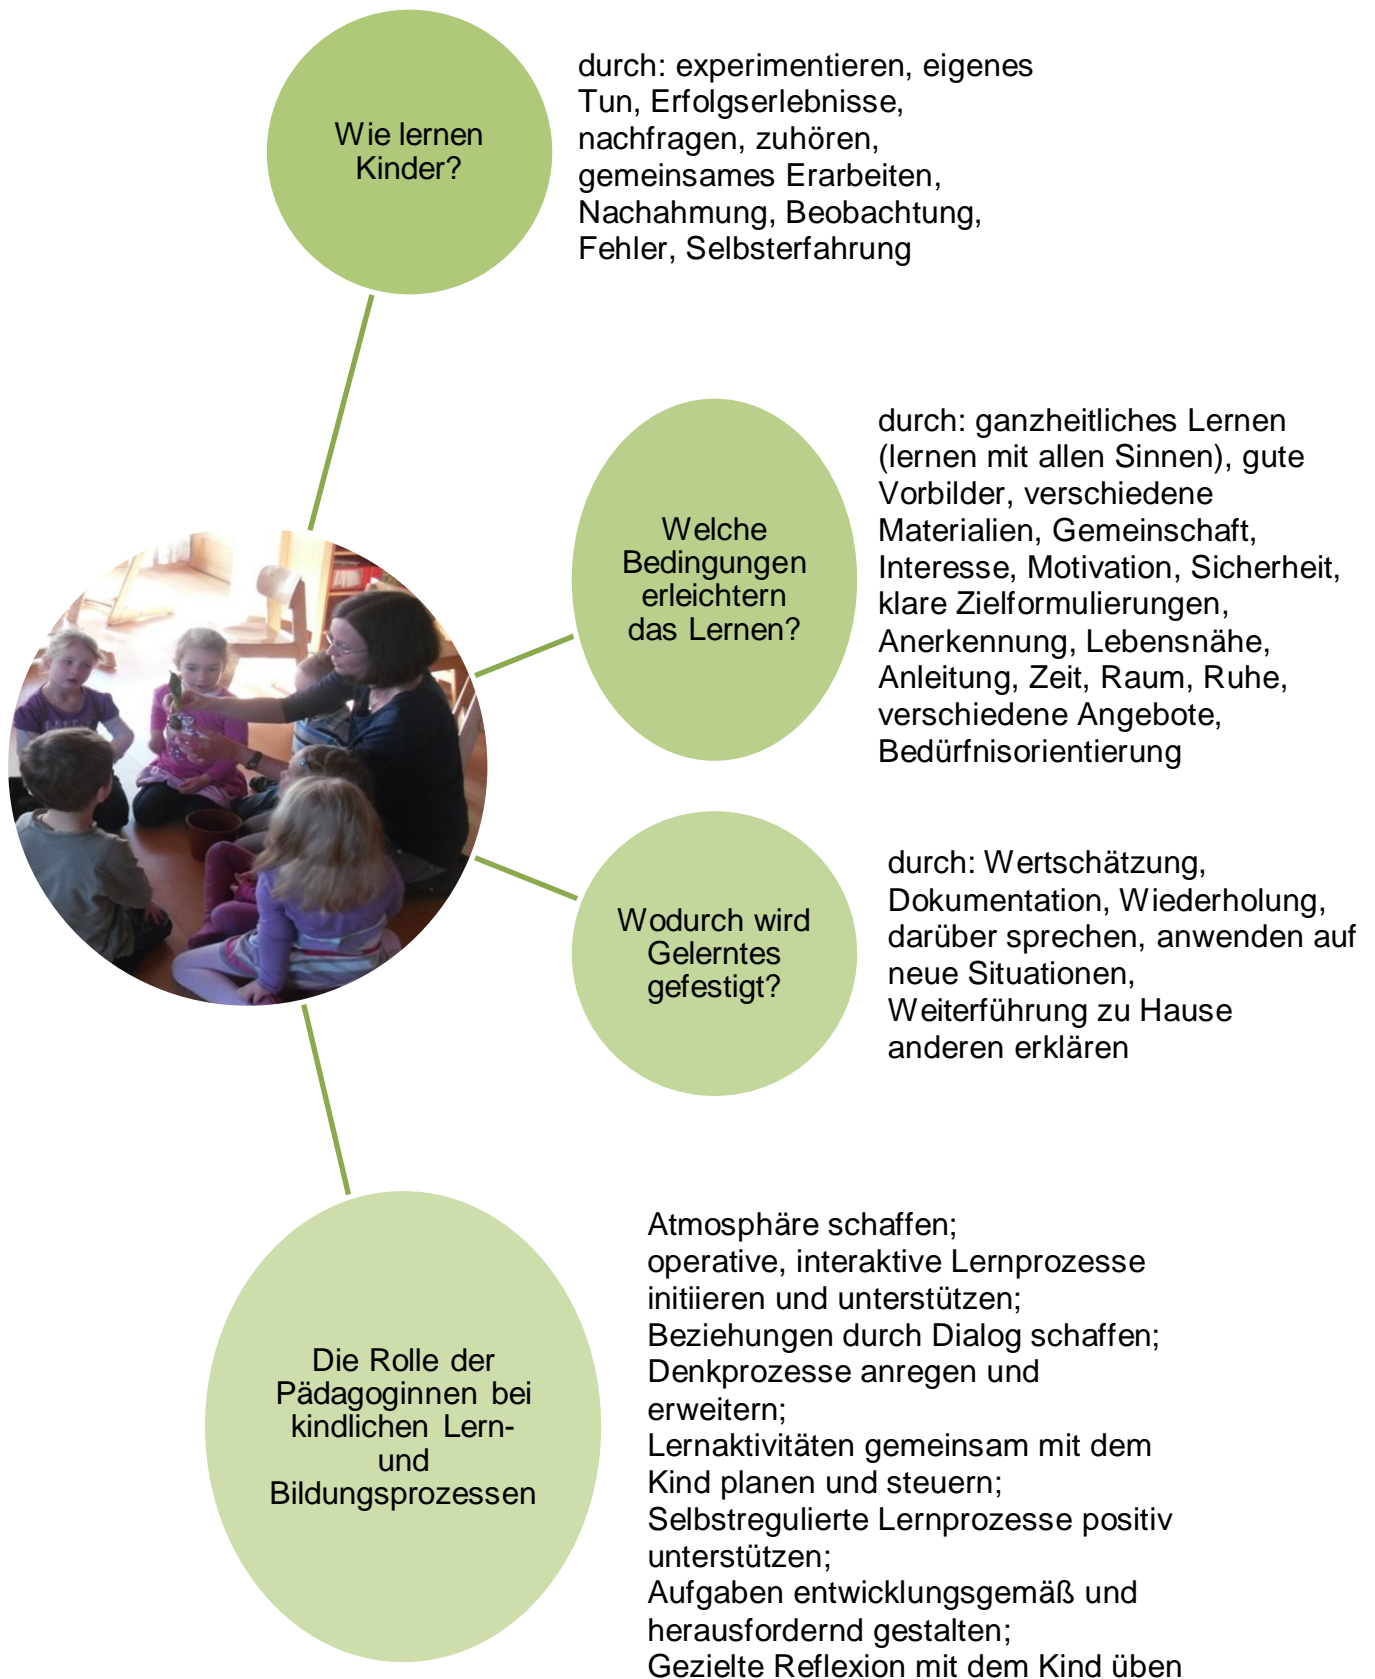 Wie lernen
Kinder?
durch: experimentieren, eigenes
Tun, Erfolgserlebnisse,
nachfragen, zuhören,
gemeinsames Erarbeiten,
Nachahmung, Beobachtung,
Fehler, Selbsterfahrung
Welche
Bedingungen
erleichtern
das Lernen?
durch: ganzheitliches Lernen
(lernen mit allen Sinnen), gute
Vorbilder, verschiedene
Materialien, Gemeinschaft,
Interesse, Motivation, Sicherheit,
klare Zielformulierungen,
Anerkennung, Lebensnähe,
Anleitung, Zeit, Raum, Ruhe,
verschiedene Angebote,
Bedürfnisorientierung
Wodurch wird
Gelerntes
gefestigt?
durch: Wertschätzung,
Dokumentation, Wiederholung,
darüber sprechen, anwenden auf
neue Situationen,
Weiterführung zu Hause
anderen erklären
Die Rolle der
Pädagoginnen bei
kindlichen Lern-
und
Bildungsprozessen
Atmosphäre schaffen;
operative, interaktive Lernprozesse
initiieren und unterstützen;
Beziehungen durch Dialog schaffen;
Denkprozesse anregen und
erweitern;
Lernaktivitäten gemeinsam mit dem
Kind planen und steuern;
Selbstregulierte Lernprozesse positiv
unterstützen;
Aufgaben entwicklungsgemäß und
herausfordernd gestalten;
Gezielte Reflexion mit dem Kind üben